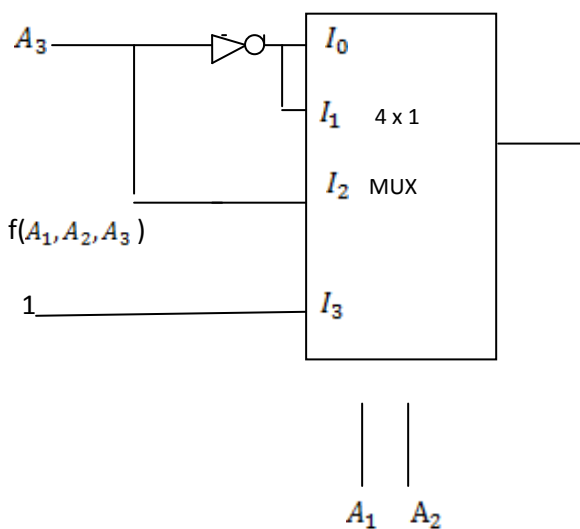 A₃
I₀
I₁ 4 x 1
I₂ MUX
f(A₁, A₂, A₃ )
1
I₃
A₁ A₂